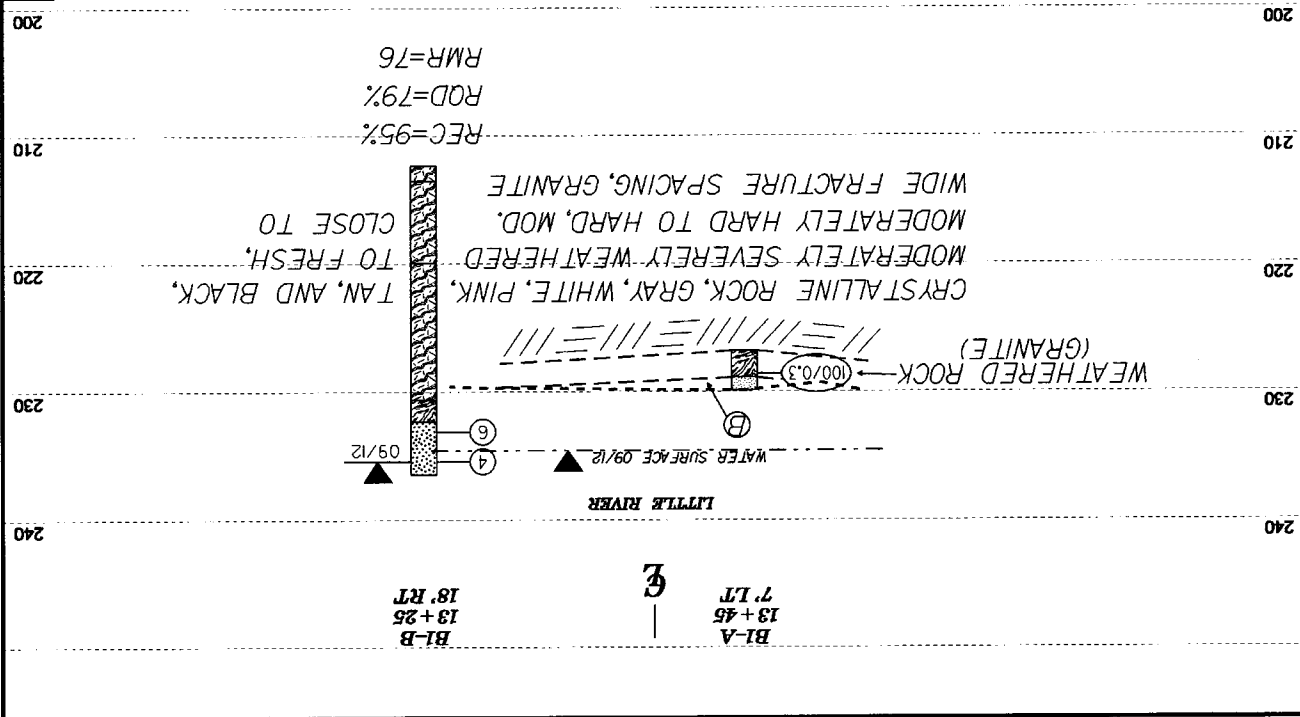 B1-A
13+45
7' LT
℄
B1-B
13+25
18' RT
240
240
LITTLE RIVER
WATER SURFACE 09/12
09/12
4
6
B
230
230
WEATHERED ROCK
(GRANITE)
100/0.3
CRYSTALLINE ROCK, GRAY, WHITE, PINK, TAN, AND BLACK,
MODERATELY SEVERELY WEATHERED TO FRESH,
MODERATELY HARD TO HARD, MOD. CLOSE TO
WIDE FRACTURE SPACING, GRANITE
220
220
210
210
REC=95%
RQD=79%
RMR=76
200
200